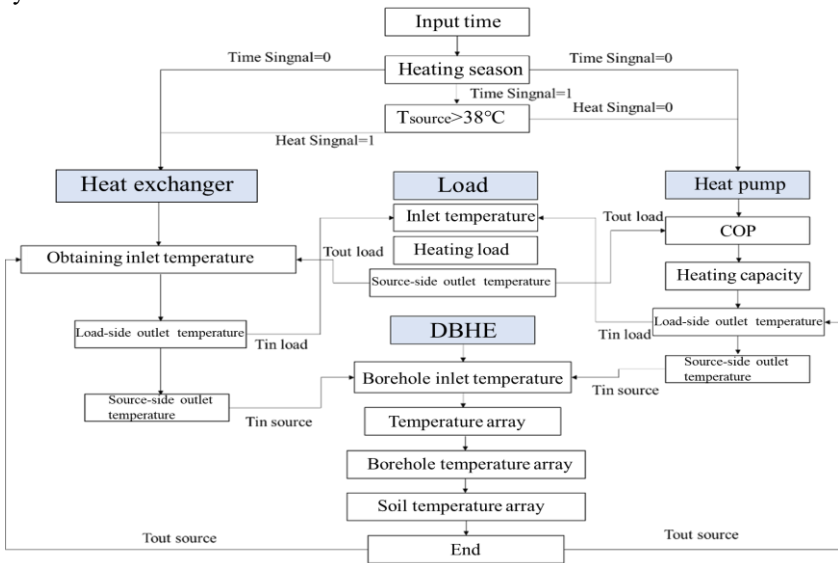 y
Input time
Time Singnal=0
Heating season
Time Singnal=0
Time Singnal=1
Tsource>38℃
Heat Singnal=0
Heat Singnal=1
Heat exchanger
Load
Heat pump
Inlet temperature
Tout load
COP
Obtaining inlet temperature
Tout load
Heating load
Source-side outlet temperature
Heating capacity
Load-side outlet temperature
Tin load
DBHE
Tin load
Load-side outlet temperature
Source-side outlet
temperature
Borehole inlet temperature
Source-side outlet
temperature
Tin source
Tin source
Temperature array
Borehole temperature array
Soil temperature array
Tout source
End
Tout source